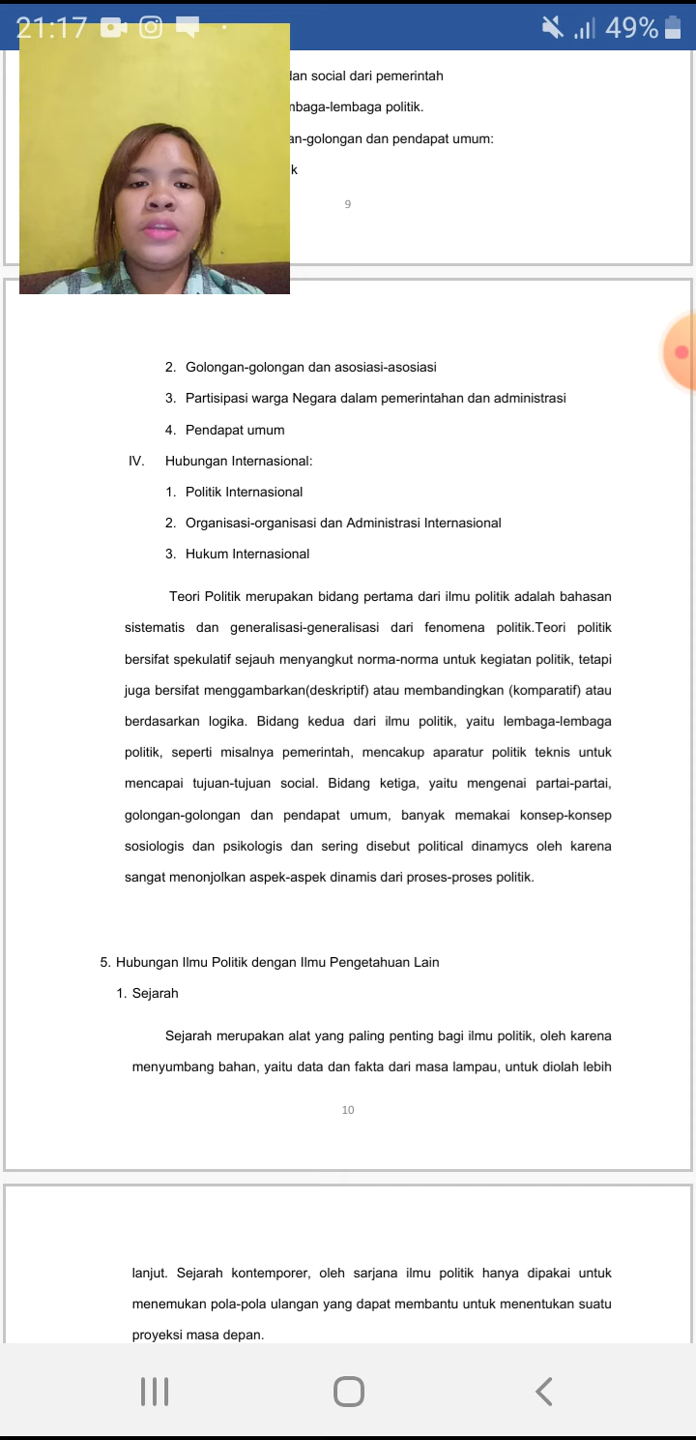 21:17
49%
dan social dari pemerintah
mbaga-lembaga politik.
an-golongan dan pendapat umum:
k
9
2. Golongan-golongan dan asosiasi-asosiasi
3. Partisipasi warga Negara dalam pemerintahan dan administrasi
4. Pendapat umum
IV. Hubungan Internasional:
1. Politik Internasional
2. Organisasi-organisasi dan Administrasi Internasional
3. Hukum Internasional
Teori Politik merupakan bidang pertama dari ilmu politik adalah bahasan
sistematis dan generalisasi-generalisasi dari fenomena politik.Teori politik
bersifat spekulatif sejauh menyangkut norma-norma untuk kegiatan politik, tetapi
juga bersifat menggambarkan(deskriptif) atau membandingkan (komparatif) atau
berdasarkan logika. Bidang kedua dari ilmu politik, yaitu lembaga-lembaga
politik, seperti misalnya pemerintah, mencakup aparatur politik teknis untuk
mencapai tujuan-tujuan social. Bidang ketiga, yaitu mengenai partai-partai,
golongan-golongan dan pendapat umum, banyak memakai konsep-konsep
sosiologis dan psikologis dan sering disebut political dinamycs oleh karena
sangat menonjolkan aspek-aspek dinamis dari proses-proses politik.
5. Hubungan Ilmu Politik dengan Ilmu Pengetahuan Lain
1. Sejarah
Sejarah merupakan alat yang paling penting bagi ilmu politik, oleh karena
menyumbang bahan, yaitu data dan fakta dari masa lampau, untuk diolah lebih
10
lanjut. Sejarah kontemporer, oleh sarjana ilmu politik hanya dipakai untuk
menemukan pola-pola ulangan yang dapat membantu untuk menentukan suatu
proyeksi masa depan.